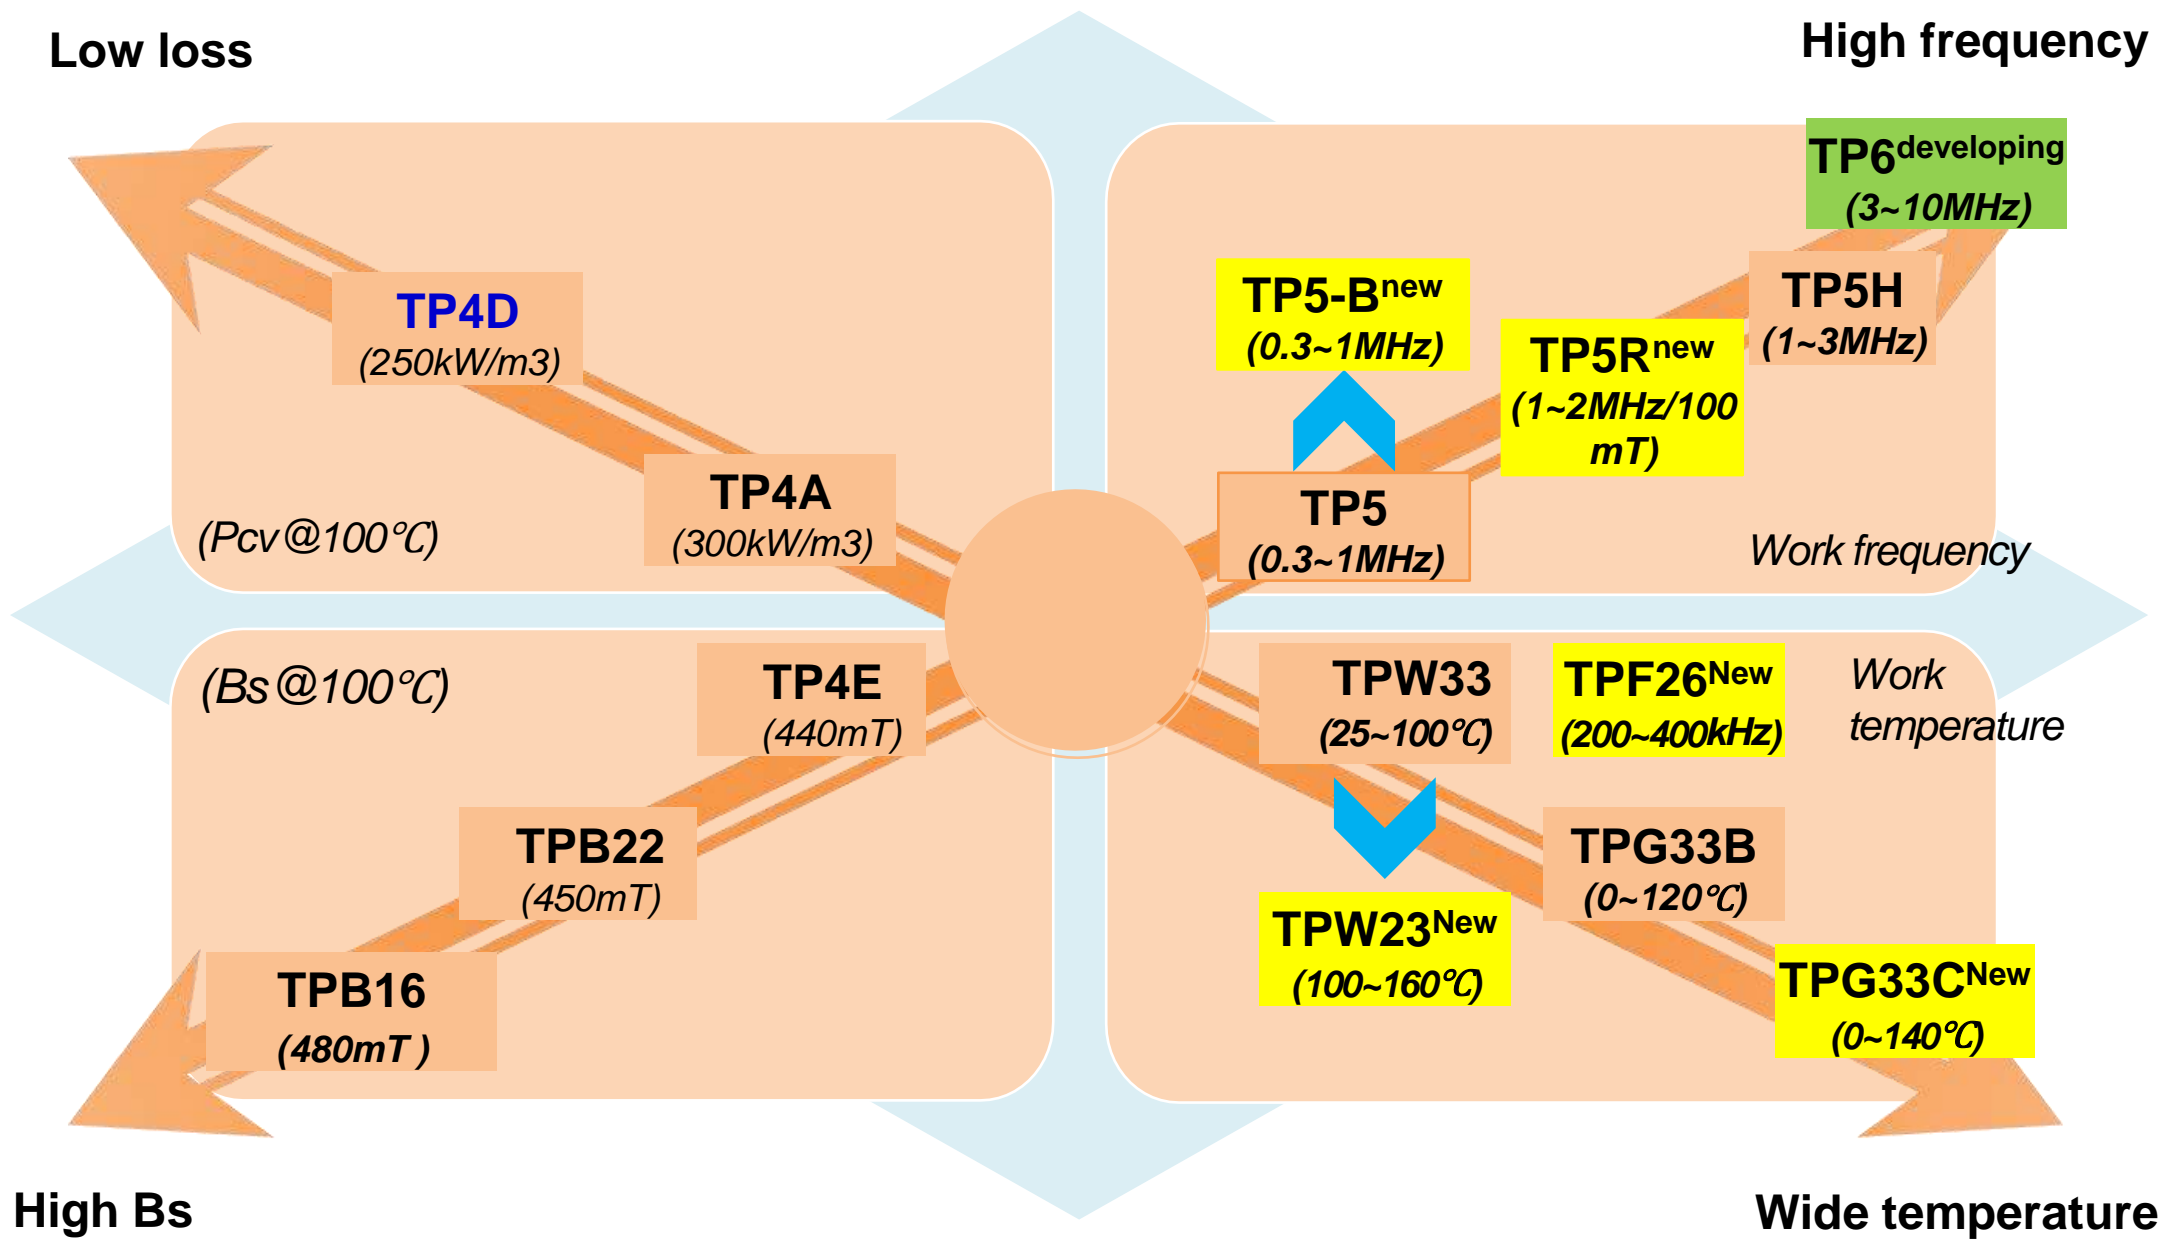 Low loss
High frequency
TP4D
(250kW/m3)
TP4A
(300kW/m3)
(Pcv@100℃)
TP6developing
(3~10MHz)
TP5H
(1~3MHz)
TP5-Bnew
(0.3~1MHz)
TP5Rnew
(1~2MHz/100
mT)
TP5
(0.3~1MHz)
Work frequency
(Bs@100℃)
TP4E
(440mT)
TPB22
(450mT)
TPB16
(480mT )
TPW33
(25~100℃)
TPF26New
(200~400kHz)
Work
temperature
TPG33B
(0~120℃)
TPW23New
(100~160℃)
TPG33CNew
(0~140℃)
High Bs
Wide temperature